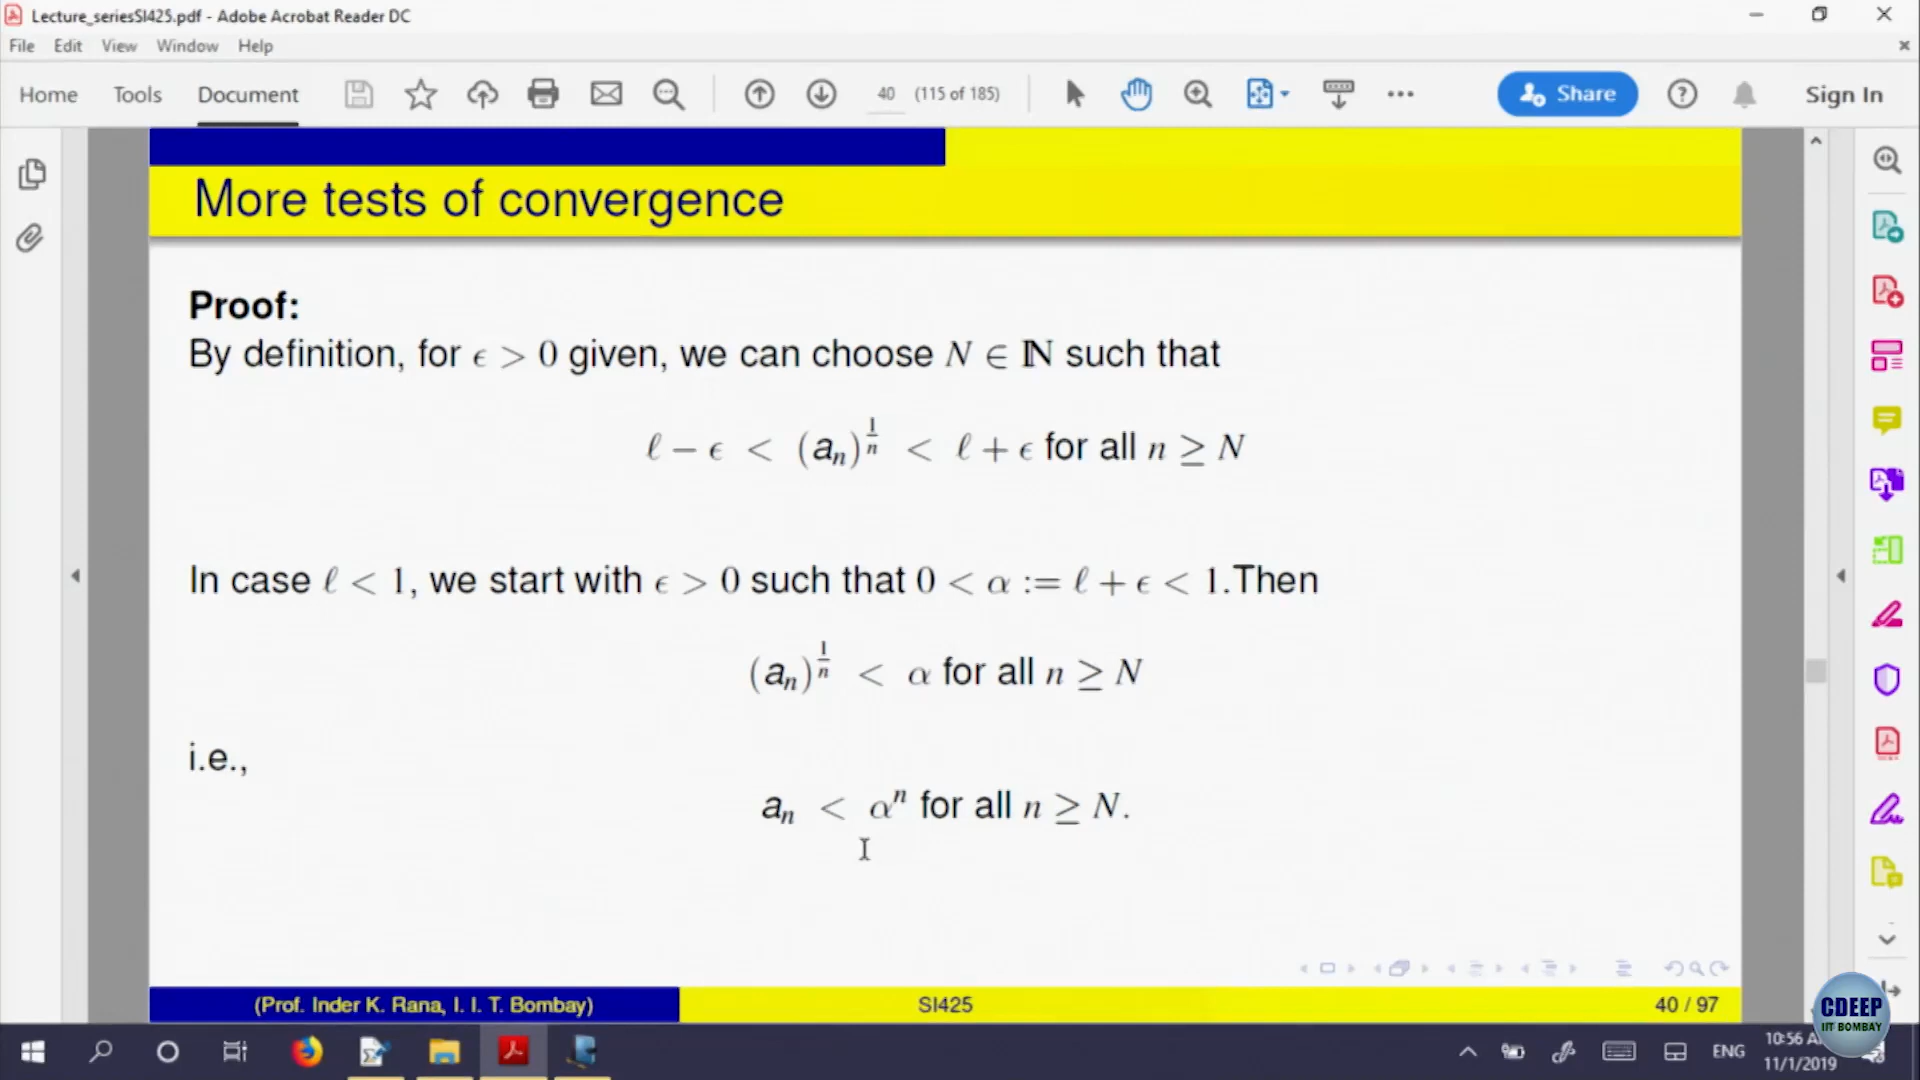 Lecture_seriesSI425.pdf - Adobe Acrobat Reader DC
File Edit View Window Help
Home Tools Document 40 (115 of 185) Share Sign In
More tests of convergence
Proof:
By definition, for ϵ > 0 given, we can choose N ∈ ℕ such that
ℓ − ϵ < (aₙ)^{1/n} < ℓ + ϵ for all n ≥ N
In case ℓ < 1, we start with ϵ > 0 such that 0 < α := ℓ + ϵ < 1.Then
(aₙ)^{1/n} < α for all n ≥ N
i.e.,
aₙ < αⁿ for all n ≥ N.
(Prof. Inder K. Rana, I. I. T. Bombay) SI425 40 / 97
CDEEP
IIT BOMBAY
ENG 10:56
11/1/2019